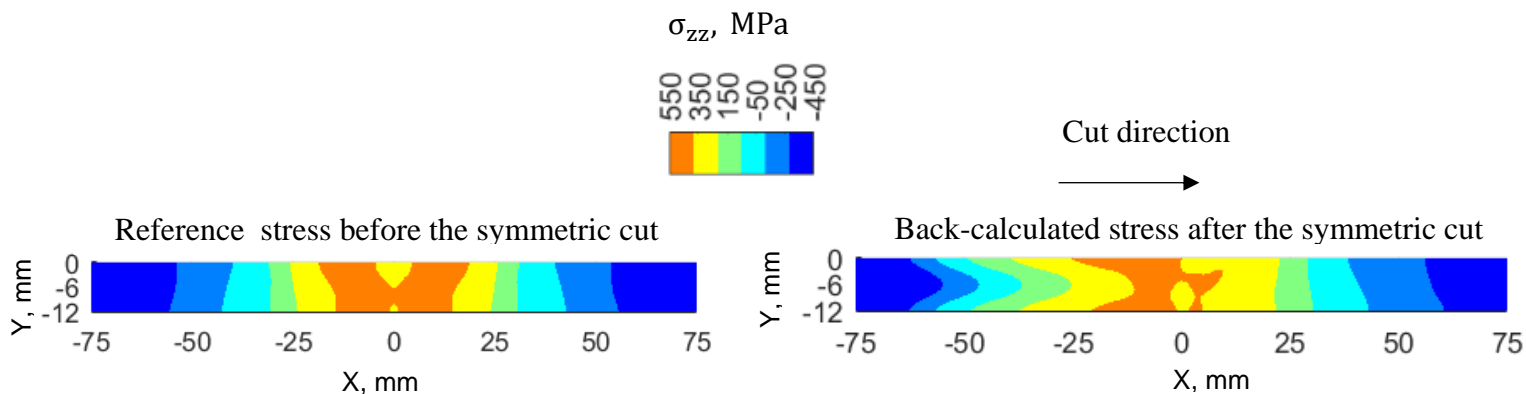 σzz, MPa
550 350 150 -50 -250 -450
Cut direction
Reference stress before the symmetric cut
Back-calculated stress after the symmetric cut
Y, mm
0
-6
-12
-75 -50 -25 0 25 50 75
X, mm
Y, mm
0
-6
-12
-75 -50 -25 0 25 50 75
X, mm